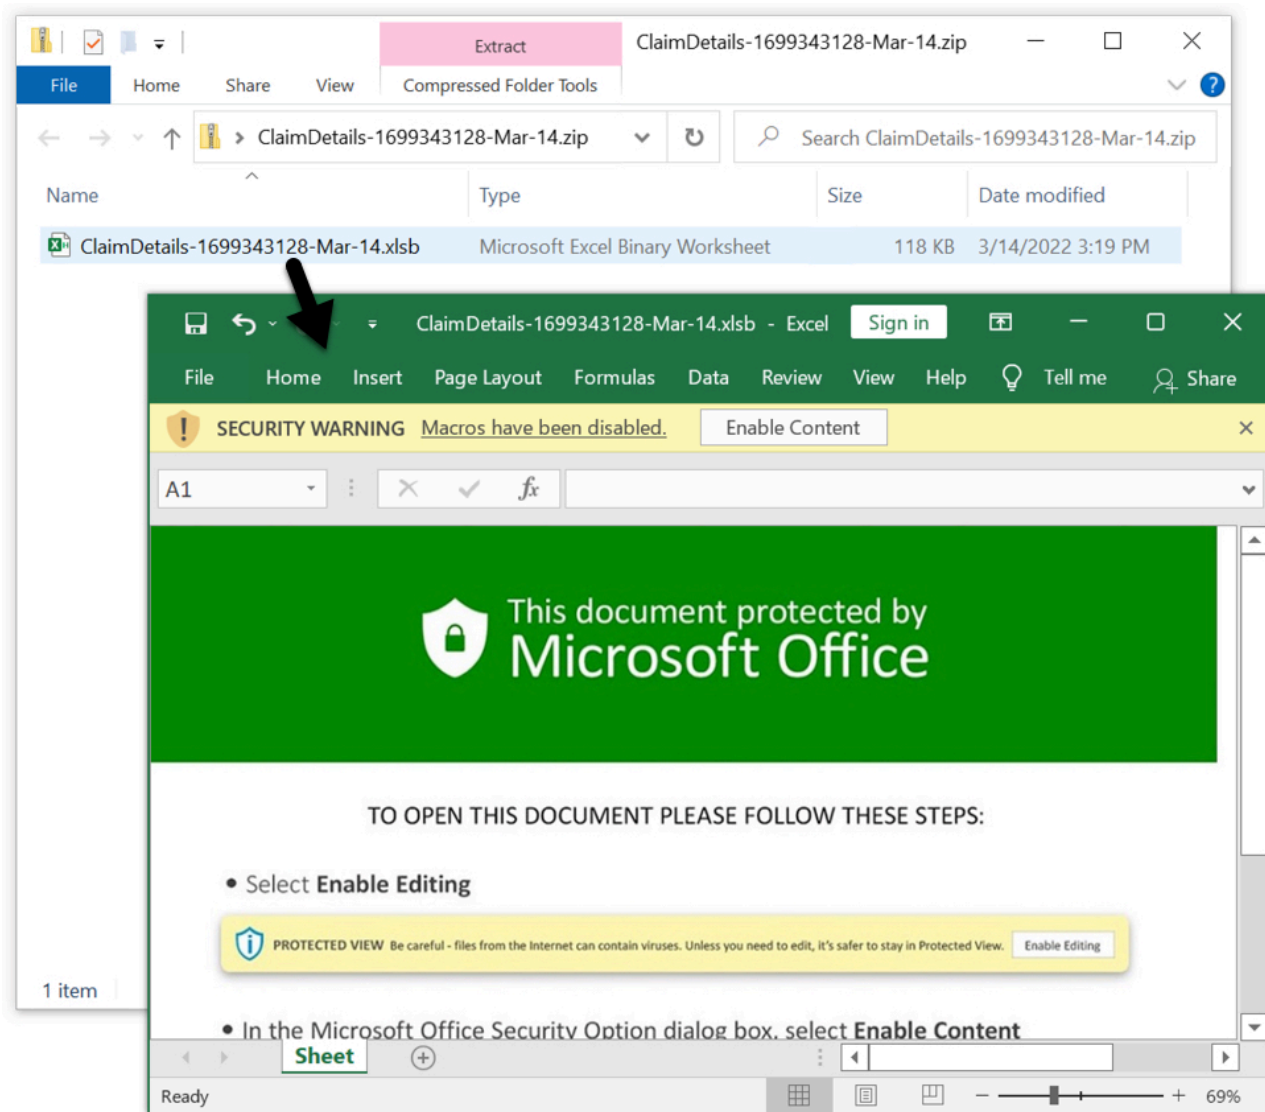 Extract
ClaimDetails-1699343128-Mar-14.zip
File
Home
Share
View
Compressed Folder Tools
?
ClaimDetails-1699343128-Mar-14.zip
Search ClaimDetails-1699343128-Mar-14.zip
Name
Type
Size
Date modified
ClaimDetails-1699343128-Mar-14.xlsb
Microsoft Excel Binary Worksheet
118 KB
3/14/2022 3:19 PM
ClaimDetails-1699343128-Mar-14.xlsb - Excel
Sign in
File
Home
Insert
Page Layout
Formulas
Data
Review
View
Help
Tell me
Share
SECURITY WARNING Macros have been disabled.
Enable Content
A1
fx
This document protected by
Microsoft Office
TO OPEN THIS DOCUMENT PLEASE FOLLOW THESE STEPS:
• Select Enable Editing
PROTECTED VIEW Be careful - files from the Internet can contain viruses. Unless you need to edit, it's safer to stay in Protected View.
Enable Editing
• In the Microsoft Office Security Option dialog box, select Enable Content
1 item
Sheet
Ready
69%